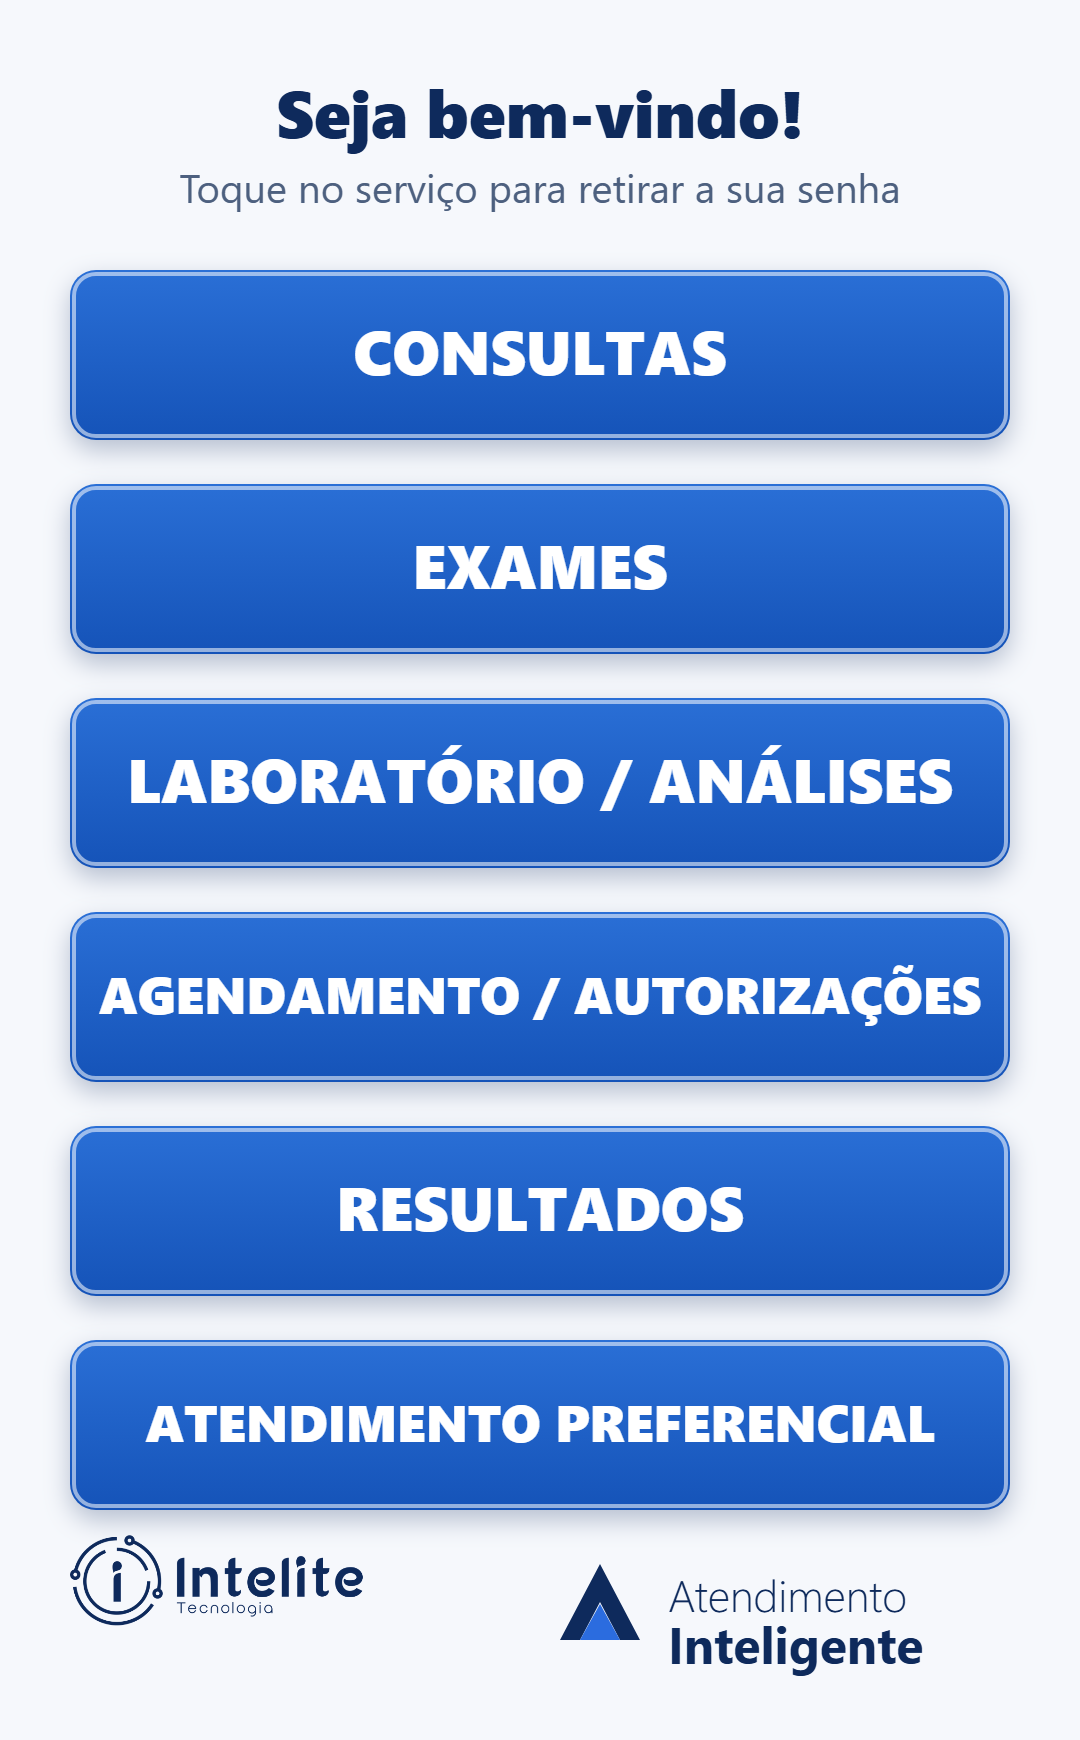 Seja bem-vindo!
Toque no serviço para retirar a sua senha
CONSULTAS
EXAMES
LABORATÓRIO / ANÁLISES
AGENDAMENTO / AUTORIZAÇÕES
RESULTADOS
ATENDIMENTO PREFERENCIAL
Intelite
Tecnologia
Atendimento
Inteligente